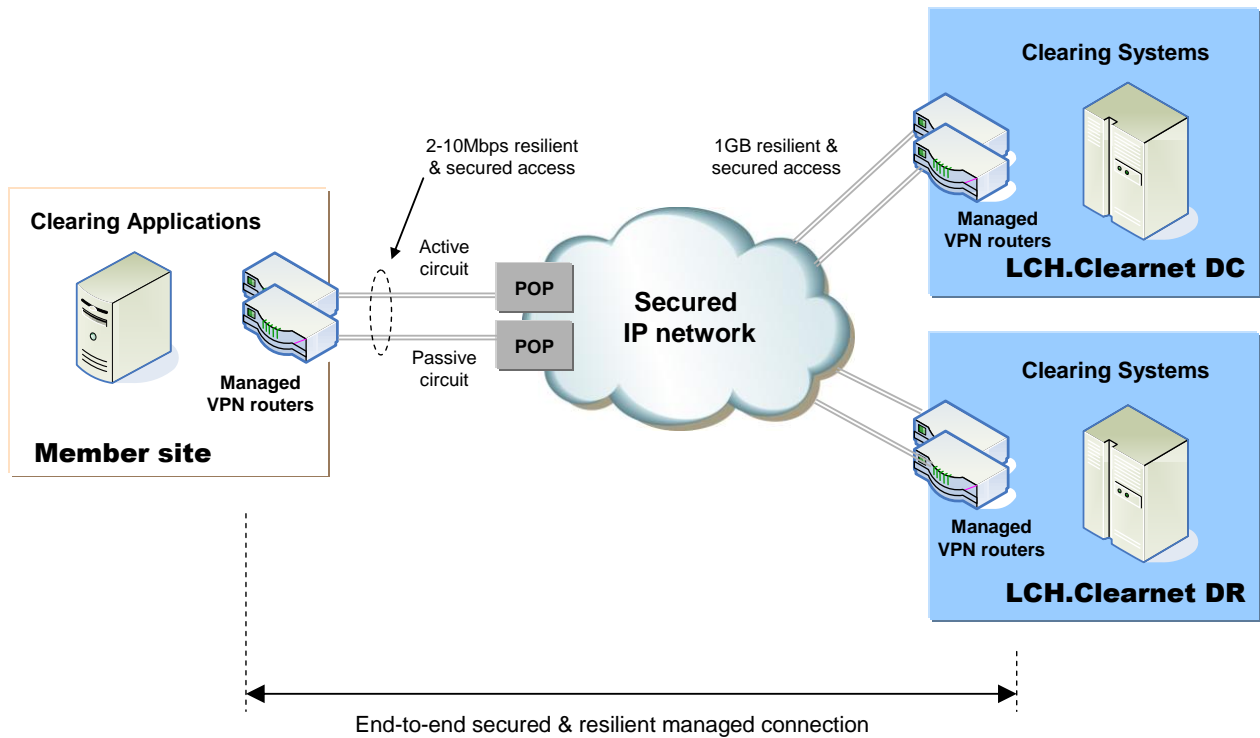 Clearing Applications
Managed
VPN routers
Member site
2-10Mbps resilient
& secured access
Active
circuit
Passive
circuit
POP
POP
Secured
IP network
1GB resilient &
secured access
Clearing Systems
Managed
VPN routers
LCH.Clearnet DC
Clearing Systems
Managed
VPN routers
LCH.Clearnet DR
End-to-end secured & resilient managed connection